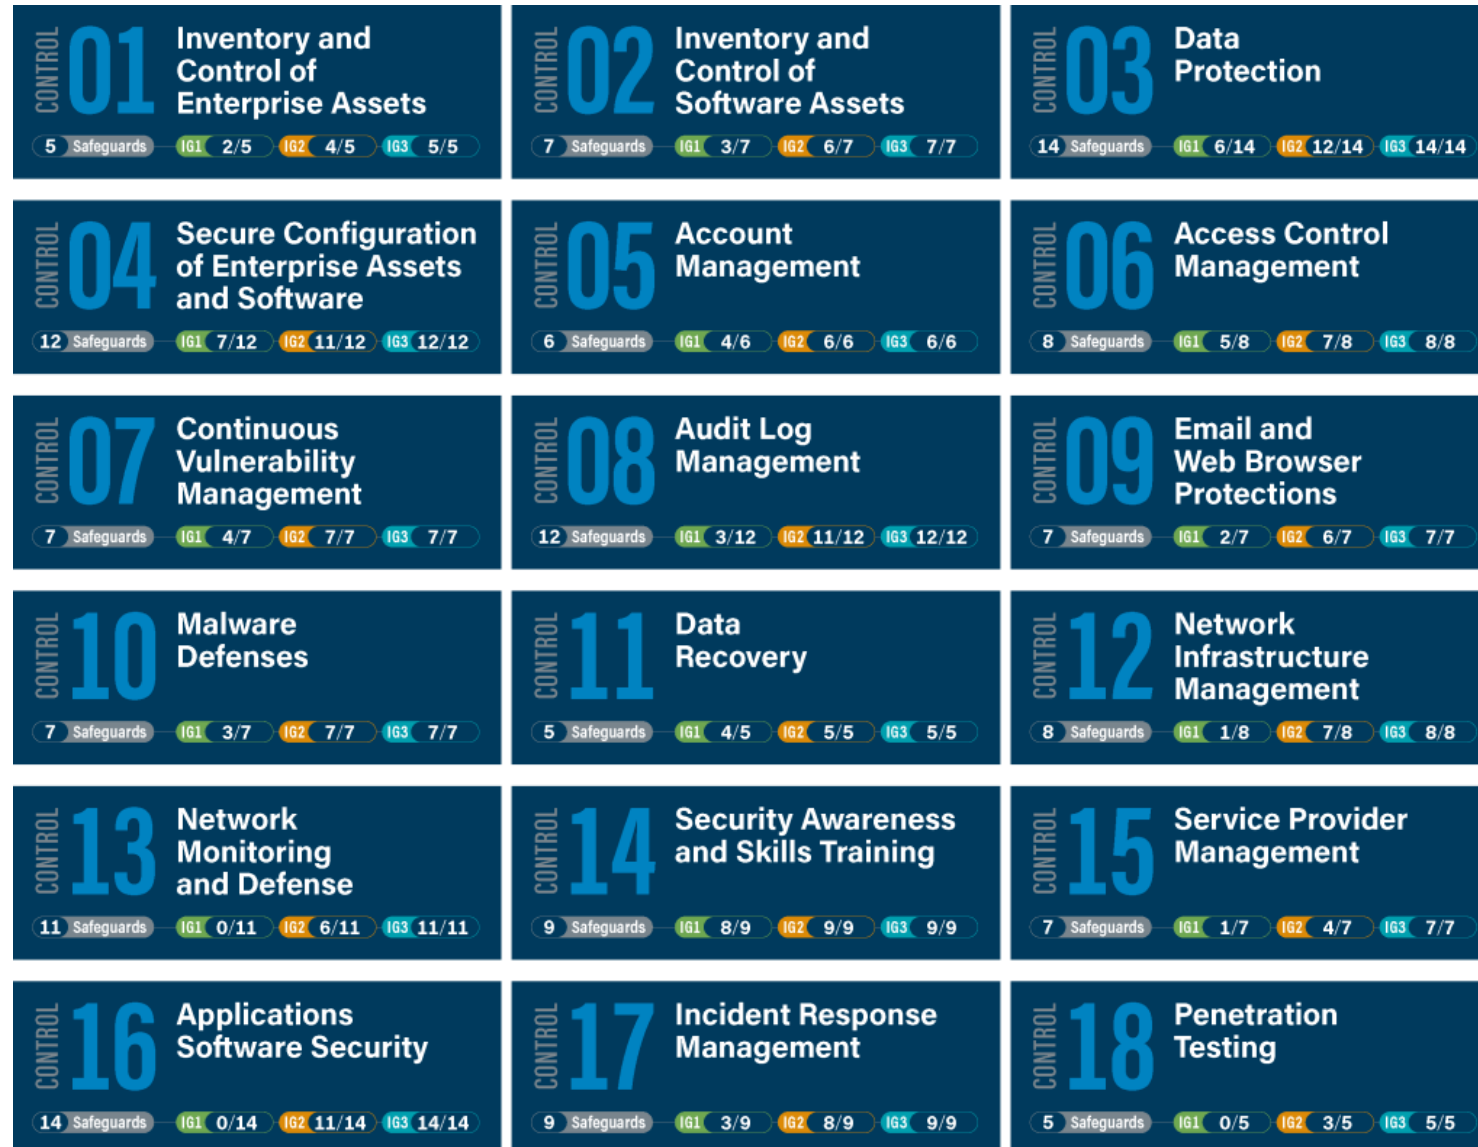 CONTROL 01
Inventory and
Control of
Enterprise Assets
5 Safeguards IG1 2/5 IG2 4/5 IG3 5/5
CONTROL 02
Inventory and
Control of
Software Assets
7 Safeguards IG1 3/7 IG2 6/7 IG3 7/7
CONTROL 03
Data
Protection
14 Safeguards IG1 6/14 IG2 12/14 IG3 14/14
CONTROL 04
Secure Configuration
of Enterprise Assets
and Software
12 Safeguards IG1 7/12 IG2 11/12 IG3 12/12
CONTROL 05
Account
Management
6 Safeguards IG1 4/6 IG2 6/6 IG3 6/6
CONTROL 06
Access Control
Management
8 Safeguards IG1 5/8 IG2 7/8 IG3 8/8
CONTROL 07
Continuous
Vulnerability
Management
7 Safeguards IG1 4/7 IG2 7/7 IG3 7/7
CONTROL 08
Audit Log
Management
12 Safeguards IG1 3/12 IG2 11/12 IG3 12/12
CONTROL 09
Email and
Web Browser
Protections
7 Safeguards IG1 2/7 IG2 6/7 IG3 7/7
CONTROL 10
Malware
Defenses
7 Safeguards IG1 3/7 IG2 7/7 IG3 7/7
CONTROL 11
Data
Recovery
5 Safeguards IG1 4/5 IG2 5/5 IG3 5/5
CONTROL 12
Network
Infrastructure
Management
8 Safeguards IG1 1/8 IG2 7/8 IG3 8/8
CONTROL 13
Network
Monitoring
and Defense
11 Safeguards IG1 0/11 IG2 6/11 IG3 11/11
CONTROL 14
Security Awareness
and Skills Training
9 Safeguards IG1 8/9 IG2 9/9 IG3 9/9
CONTROL 15
Service Provider
Management
7 Safeguards IG1 1/7 IG2 4/7 IG3 7/7
CONTROL 16
Applications
Software Security
14 Safeguards IG1 0/14 IG2 11/14 IG3 14/14
CONTROL 17
Incident Response
Management
9 Safeguards IG1 3/9 IG2 8/9 IG3 9/9
CONTROL 18
Penetration
Testing
5 Safeguards IG1 0/5 IG2 3/5 IG3 5/5